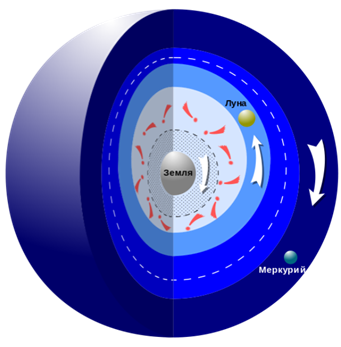 Луна
Земля
Меркурий